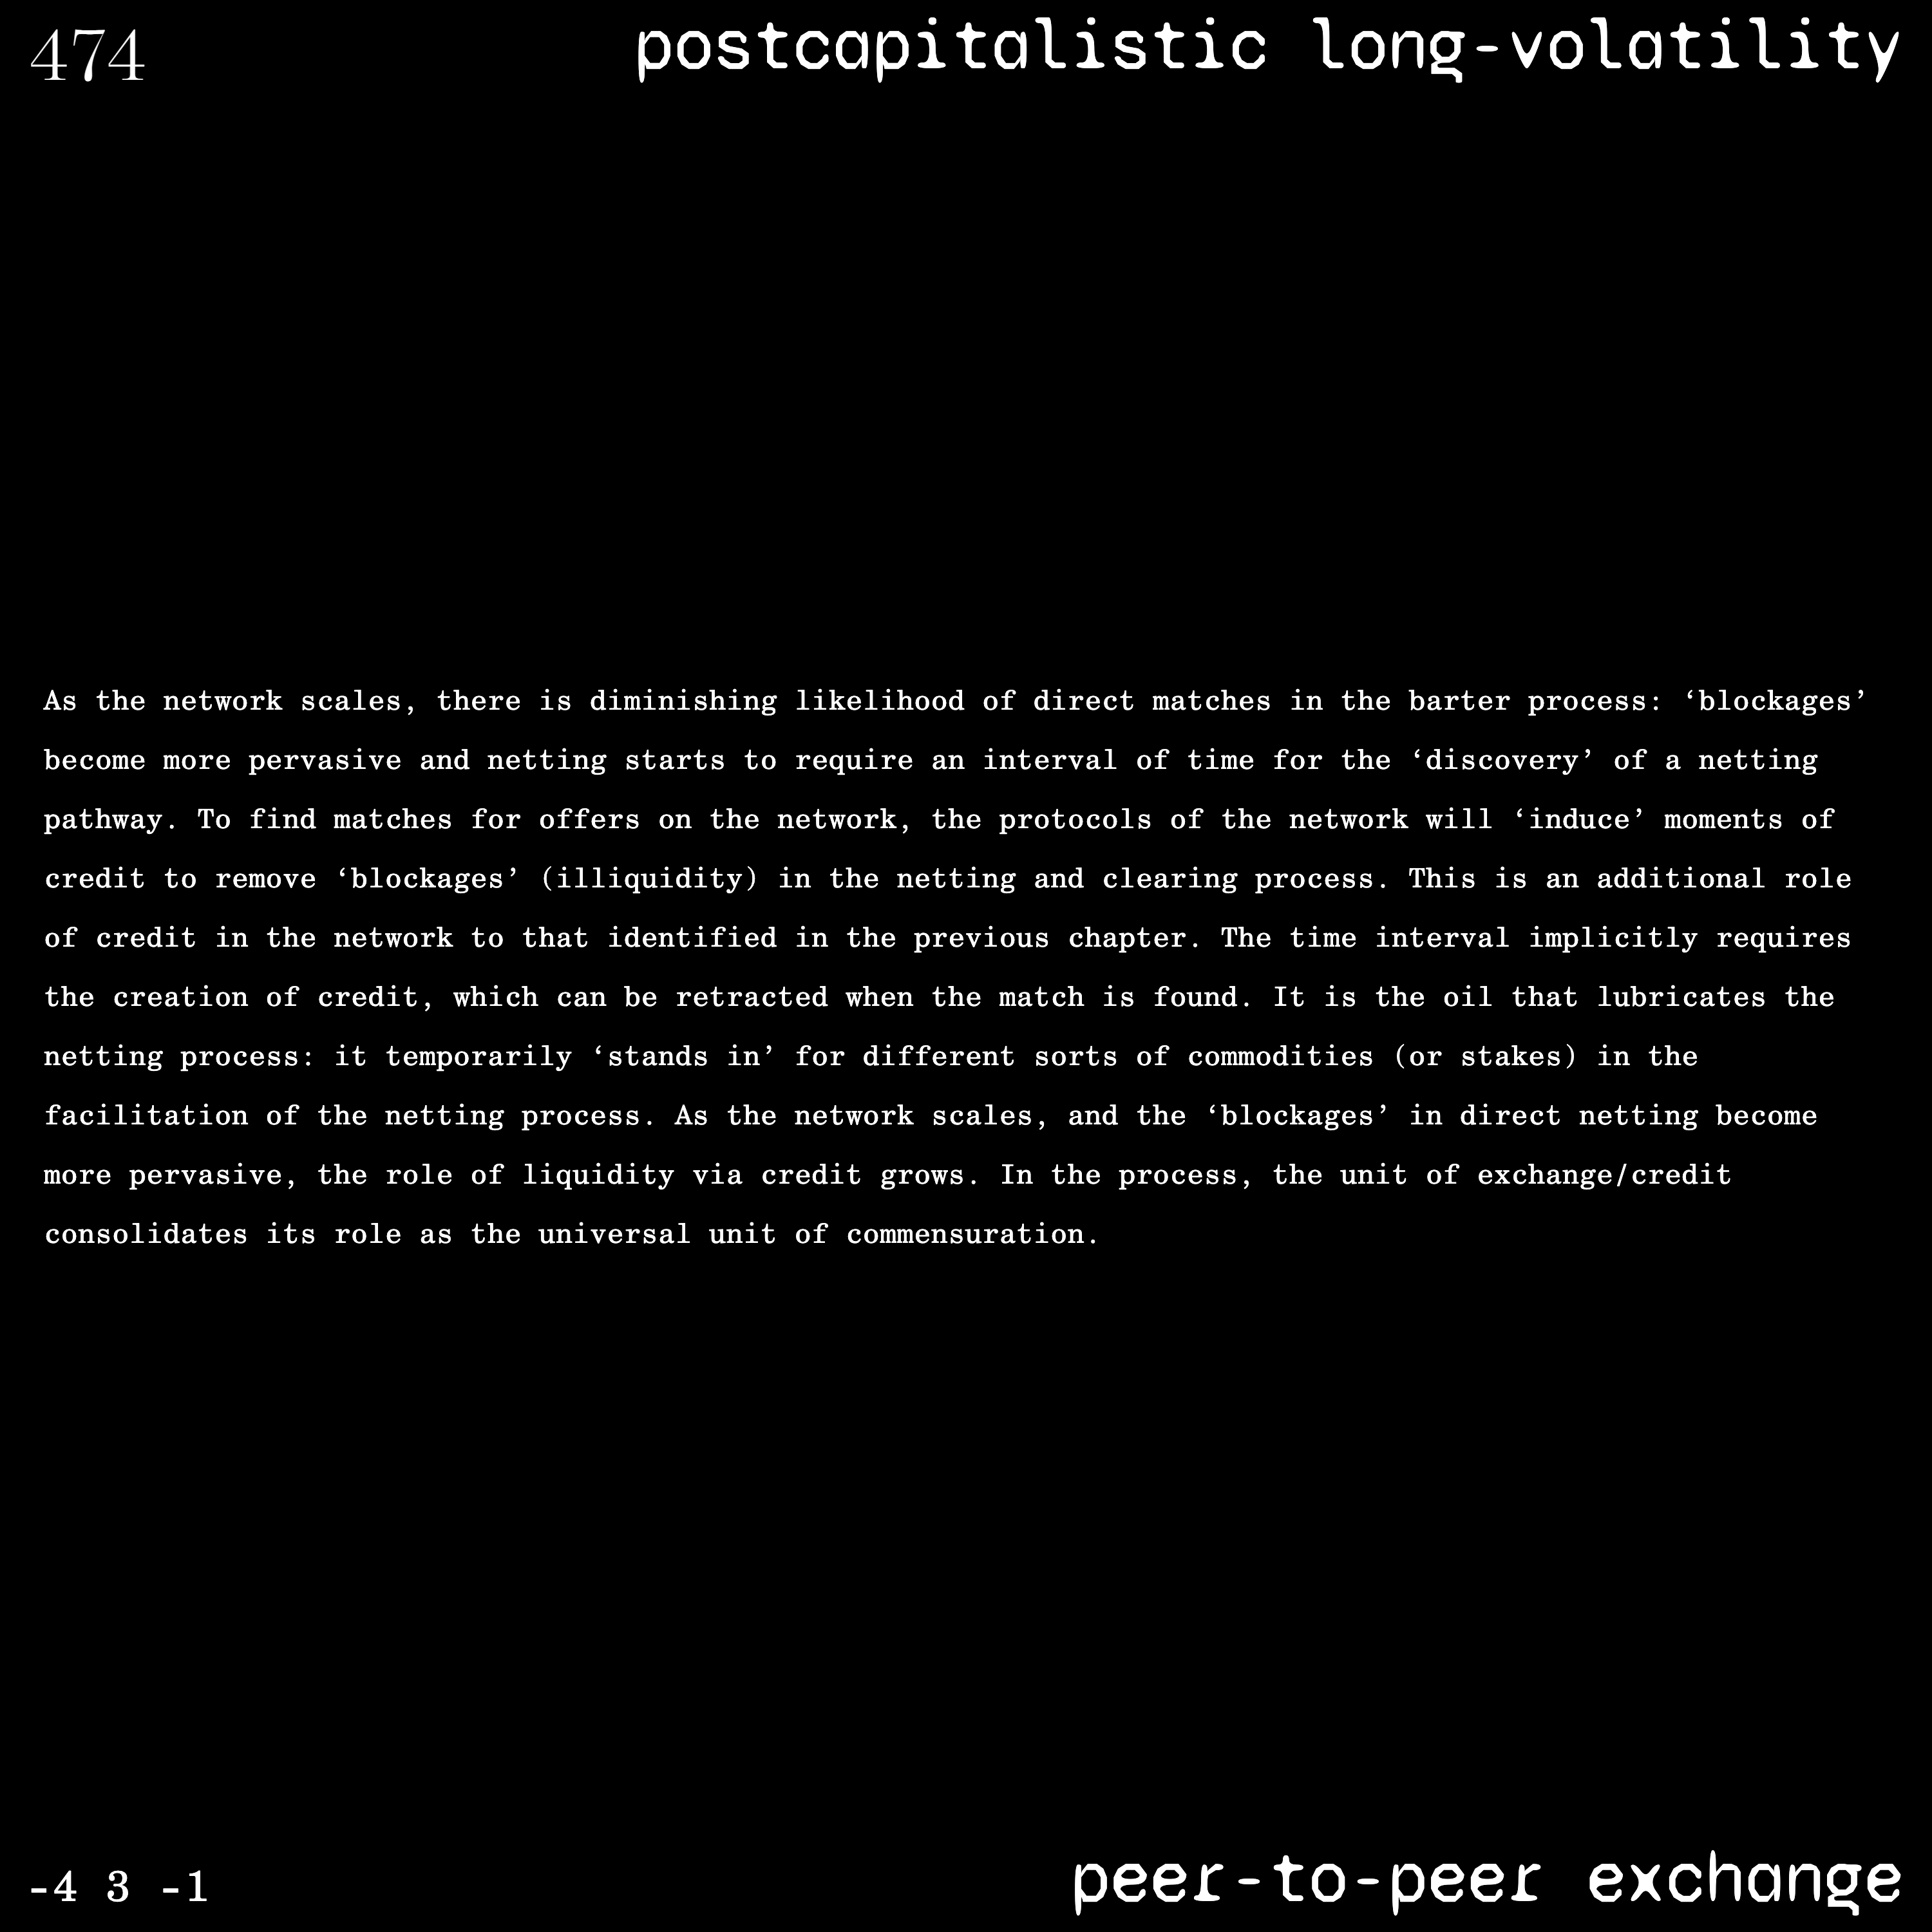 474
postcapitalistic long-volatility
As the network scales, there is diminishing likelihood of direct matches in the barter process: ‘blockages’
become more pervasive and netting starts to require an interval of time for the ‘discovery’ of a netting
pathway. To find matches for offers on the network, the protocols of the network will ‘induce’ moments of
credit to remove ‘blockages’ (illiquidity) in the netting and clearing process. This is an additional role
of credit in the network to that identified in the previous chapter. The time interval implicitly requires
the creation of credit, which can be retracted when the match is found. It is the oil that lubricates the
netting process: it temporarily ‘stands in’ for different sorts of commodities (or stakes) in the
facilitation of the netting process. As the network scales, and the ‘blockages’ in direct netting become
more pervasive, the role of liquidity via credit grows. In the process, the unit of exchange/credit
consolidates its role as the universal unit of commensuration.
-4 3 -1
peer-to-peer exchange